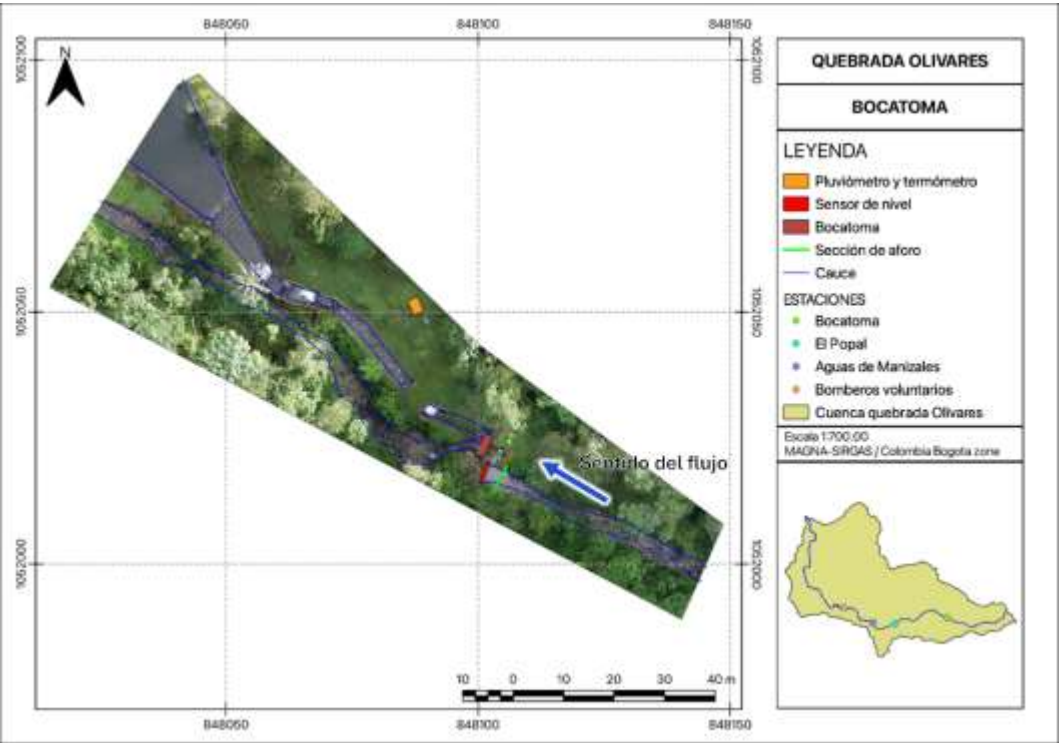 848050 848100 848150
1052100
1052100
N
1052050
1052050
Sentido del flujo
1052000
1052000
10 0 10 20 30 40 m
848050 848100 848150
QUEBRADA OLIVARES
BOCATOMA
LEYENDA
Pluviómetro y termómetro
Sensor de nivel
Bocatoma
Sección de aforo
Cauce
ESTACIONES
Bocatoma
El Popal
Aguas de Manizales
Bomberos voluntarios
Cuenca quebrada Olivares
Escala 1:700.00
MAGNA-SIRGAS / Colombia Bogota zone